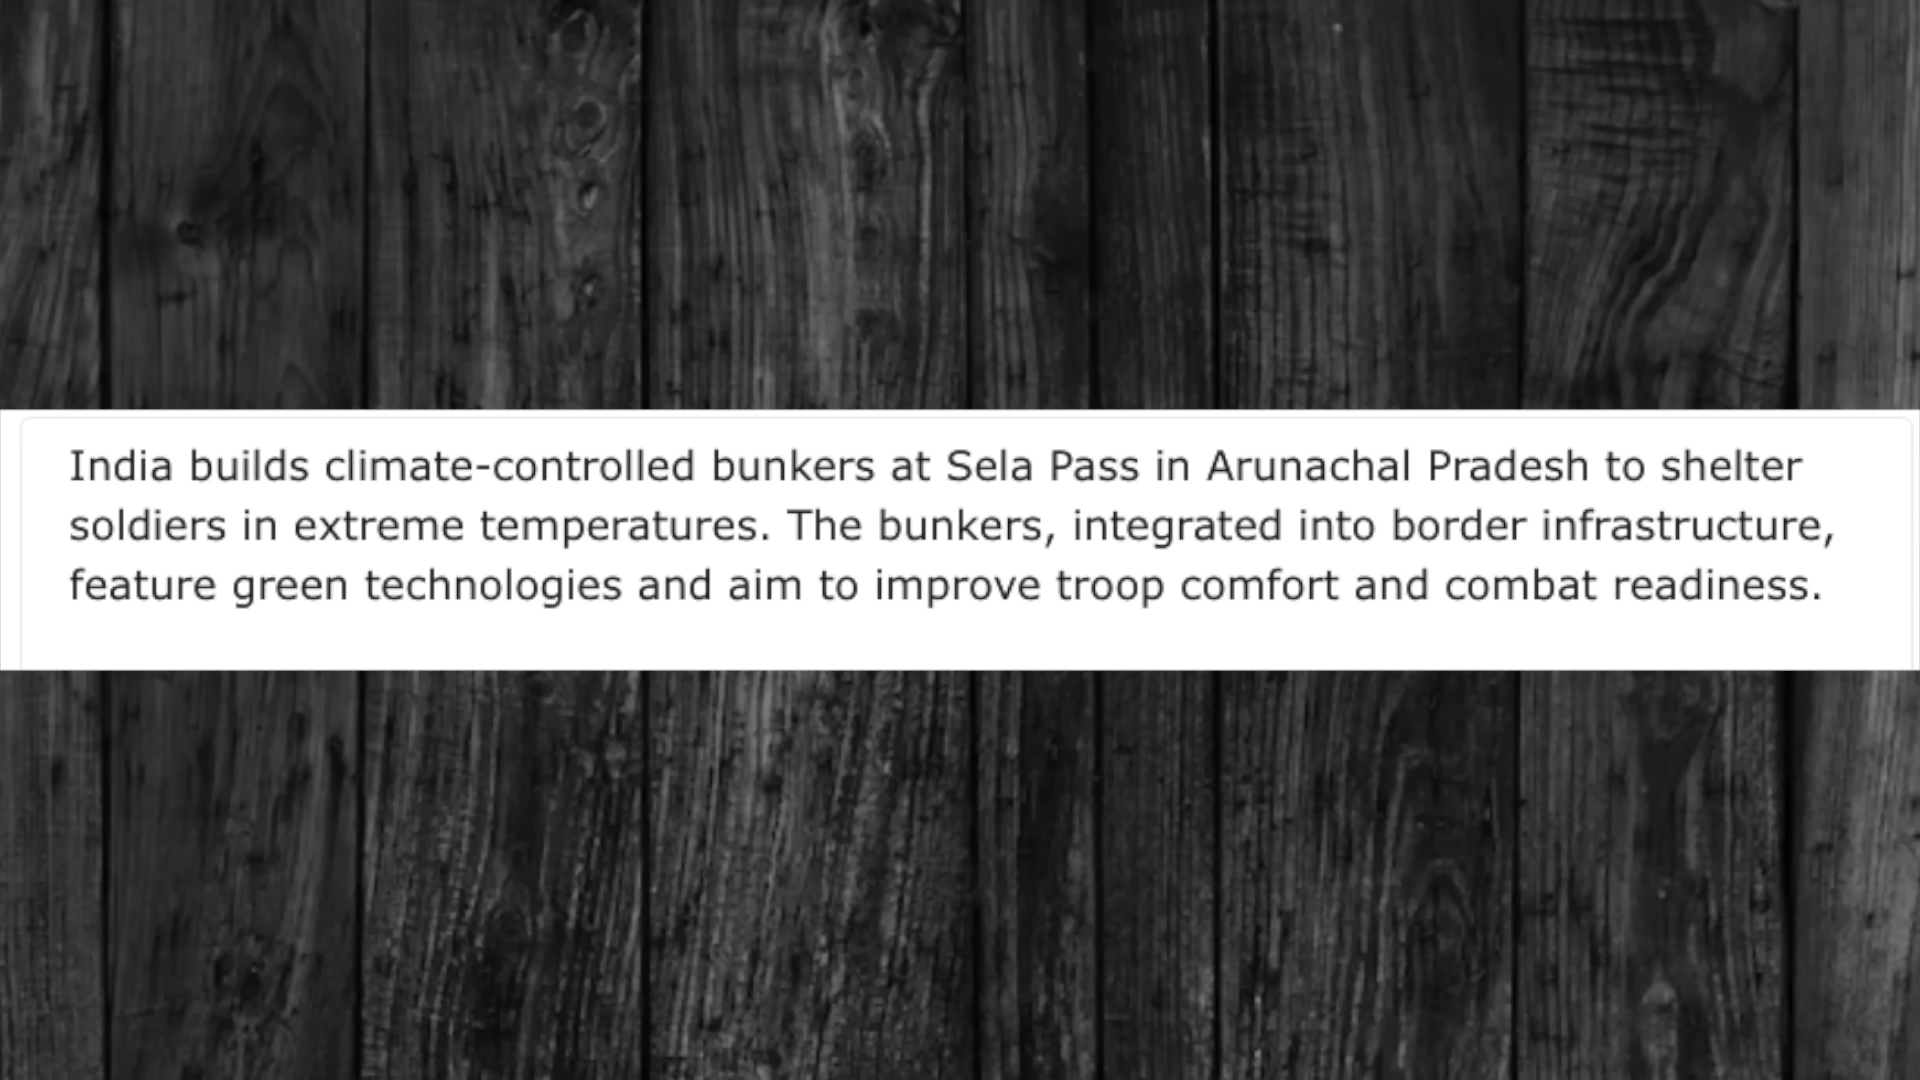 India builds climate-controlled bunkers at Sela Pass in Arunachal Pradesh to shelter
soldiers in extreme temperatures. The bunkers, integrated into border infrastructure,
feature green technologies and aim to improve troop comfort and combat readiness.